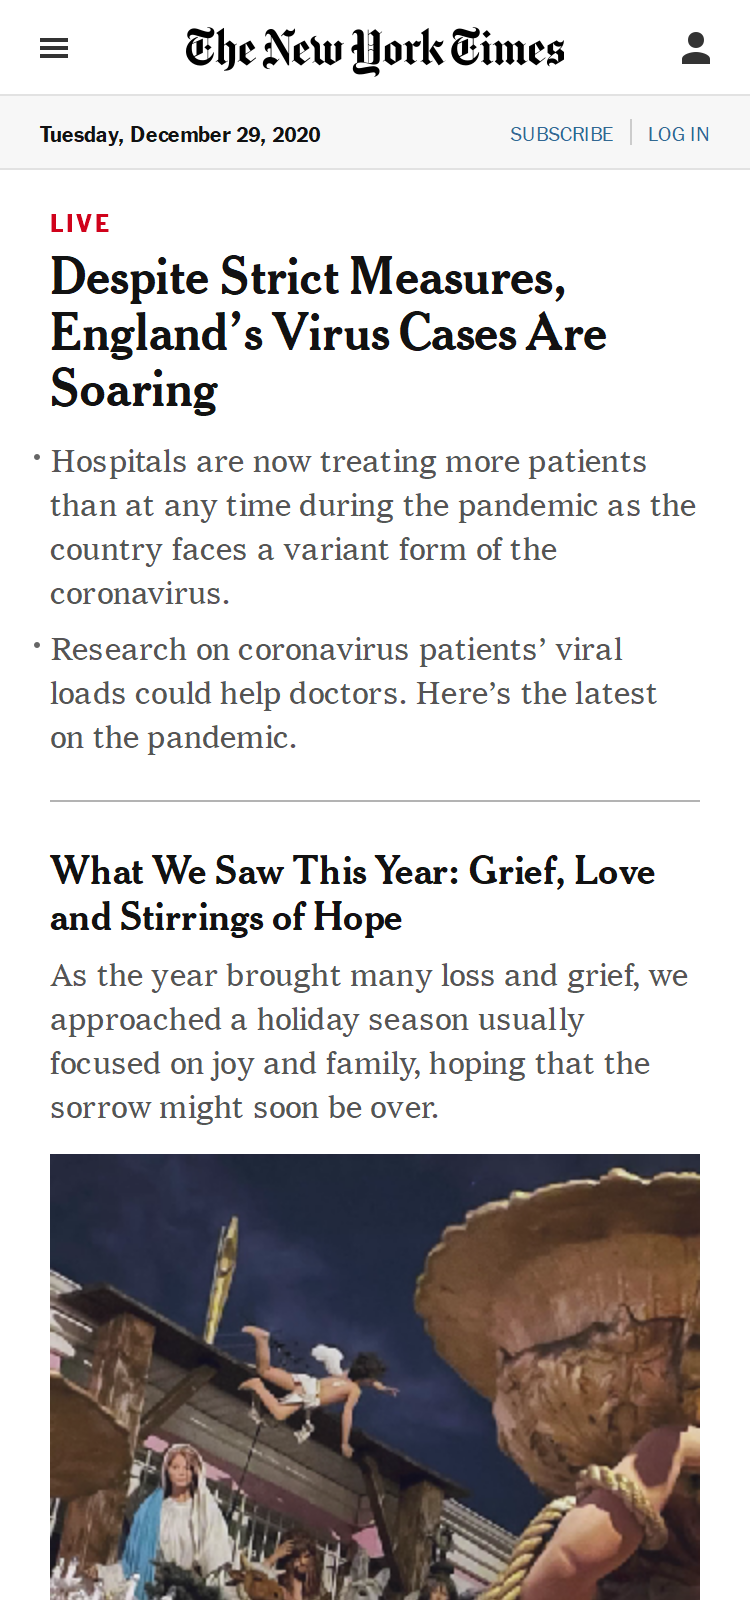 The New York Times
Tuesday, December 29, 2020
SUBSCRIBE
LOG IN
LIVE
Despite Strict Measures,
England’s Virus Cases Are
Soaring
• Hospitals are now treating more patients
than at any time during the pandemic as the
country faces a variant form of the
coronavirus.
• Research on coronavirus patients’ viral
loads could help doctors. Here’s the latest
on the pandemic.
What We Saw This Year: Grief, Love
and Stirrings of Hope
As the year brought many loss and grief, we
approached a holiday season usually
focused on joy and family, hoping that the
sorrow might soon be over.